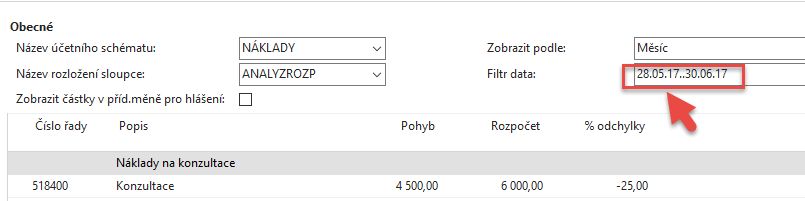 Obecné
Název účetního schématu: NÁKLADY Zobrazit podle: Měsíc
Název rozložení sloupce: ANALYZROZP Filtr data: 28.05.17..30.06.17
Zobrazit částky v příd.měně pro hlášení:
Číslo řady Popis Pohyb Rozpočet % odchylky
Náklady na konzultace
518400 Konzultace 4 500,00 6 000,00 -25,00